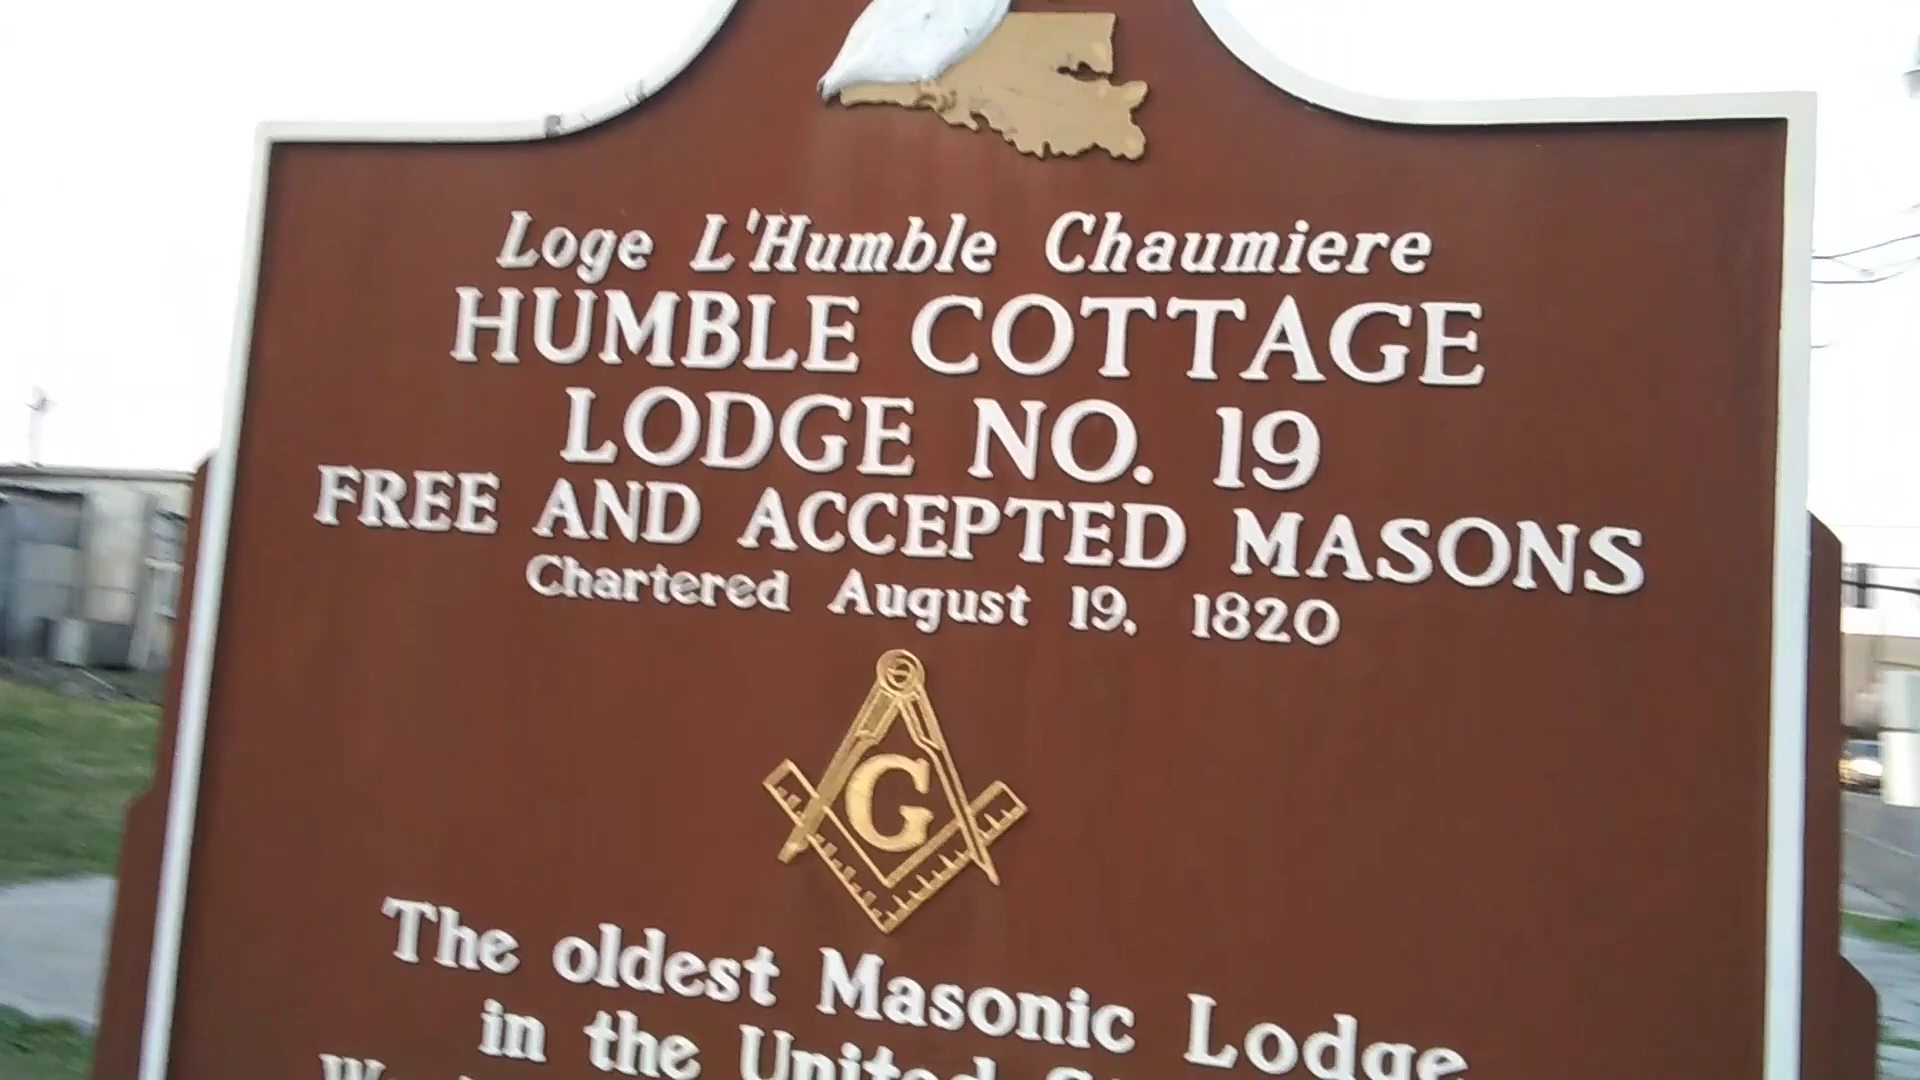 Loge L'Humble Chaumiere
HUMBLE COTTAGE
LODGE NO. 19
FREE AND ACCEPTED MASONS
Chartered August 19, 1820
G
The oldest Masonic Lodge
in the United